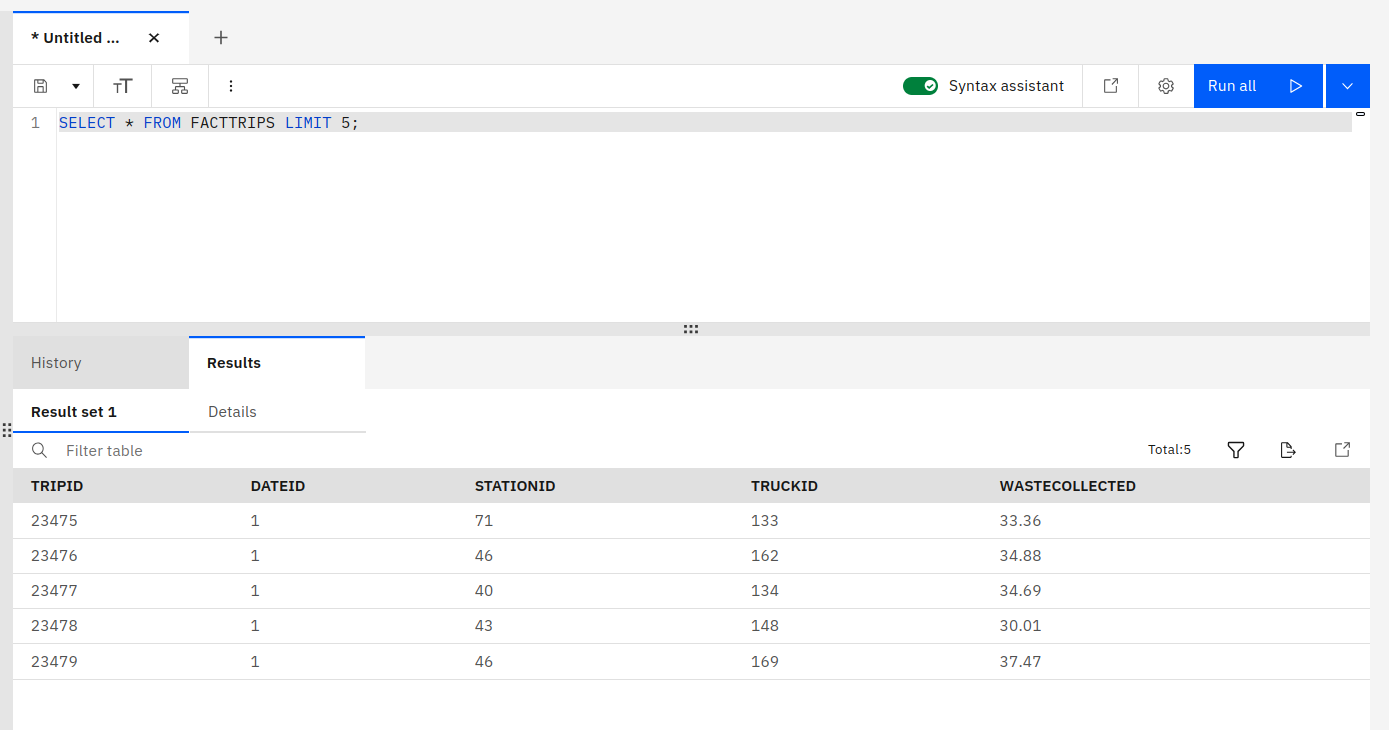 * Untitled ...
Syntax assistant
Run all
1 SELECT * FROM FACTTRIPS LIMIT 5;
History Results
Result set 1 Details
Filter table Total:5
TRIPID DATEID STATIONID TRUCKID WASTECOLLECTED
23475 1 71 133 33.36
23476 1 46 162 34.88
23477 1 40 134 34.69
23478 1 43 148 30.01
23479 1 46 169 37.47